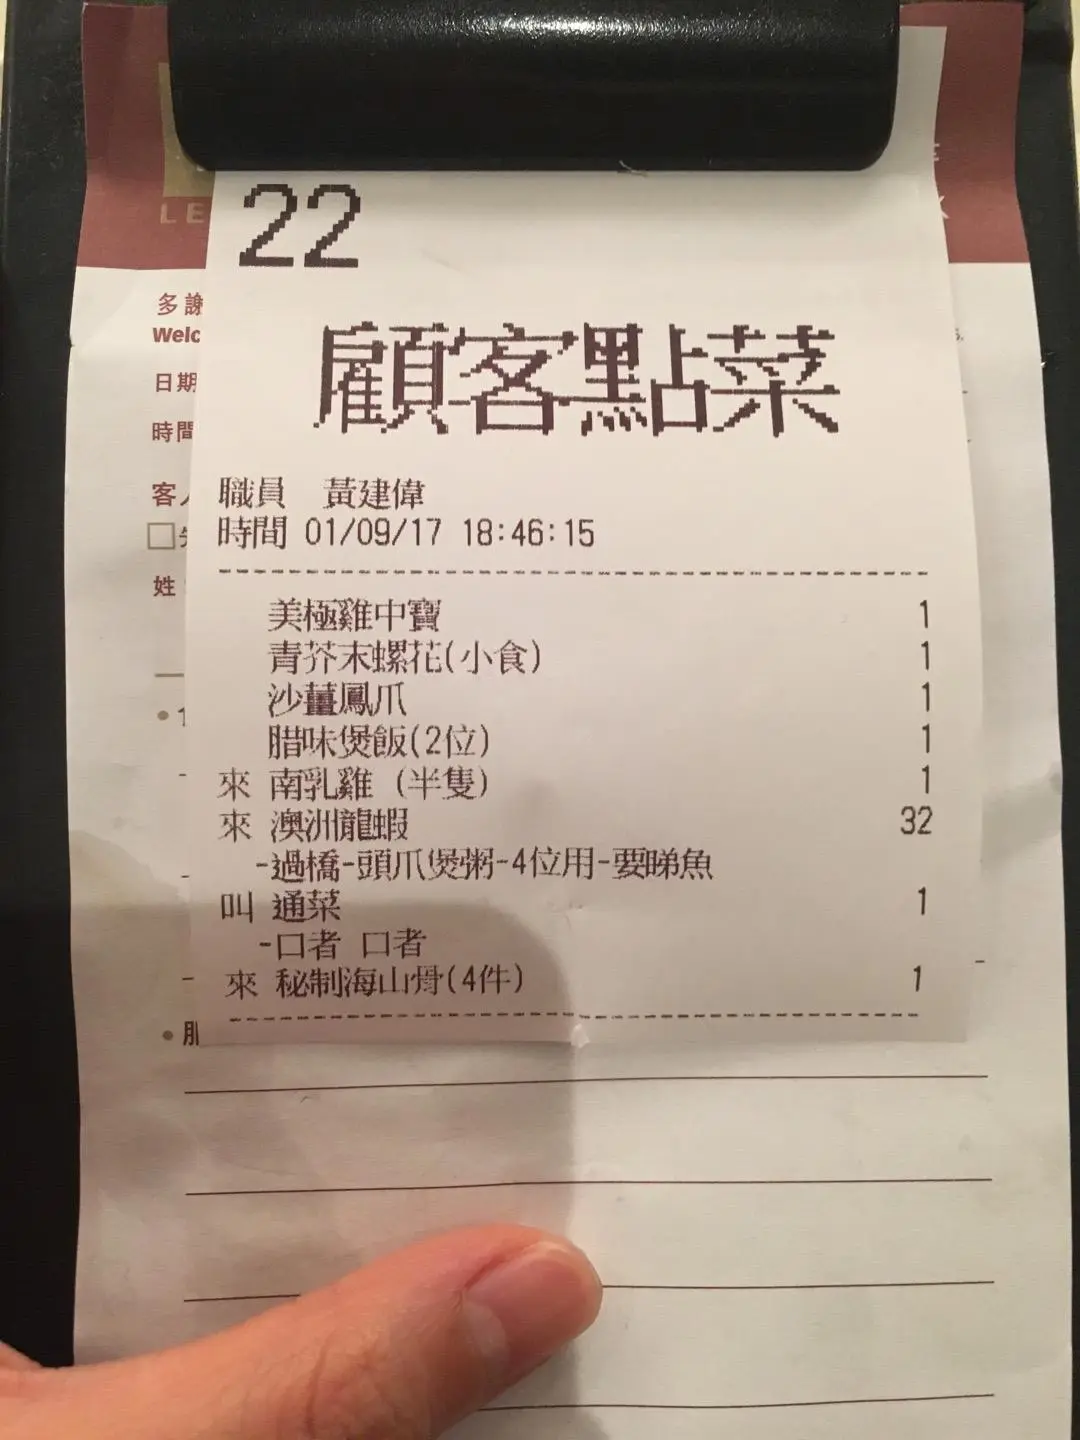 22
顧客點菜
LE
多謝
Welc
日期
時間
職員 黃建偉
時間 01/09/17 18:46:15
客
姓
美極雞中寶 1
青芥末螺花(小食) 1
沙薑鳳爪 1
腊味煲飯(2位) 1
來 南乳雞 (半隻) 1
來 澳洲龍蝦 32
-過橋-頭爪煲粥-4位用-要睇魚
叫 通菜 1
-口者 口者
來 秘制海山骨(4件) 1